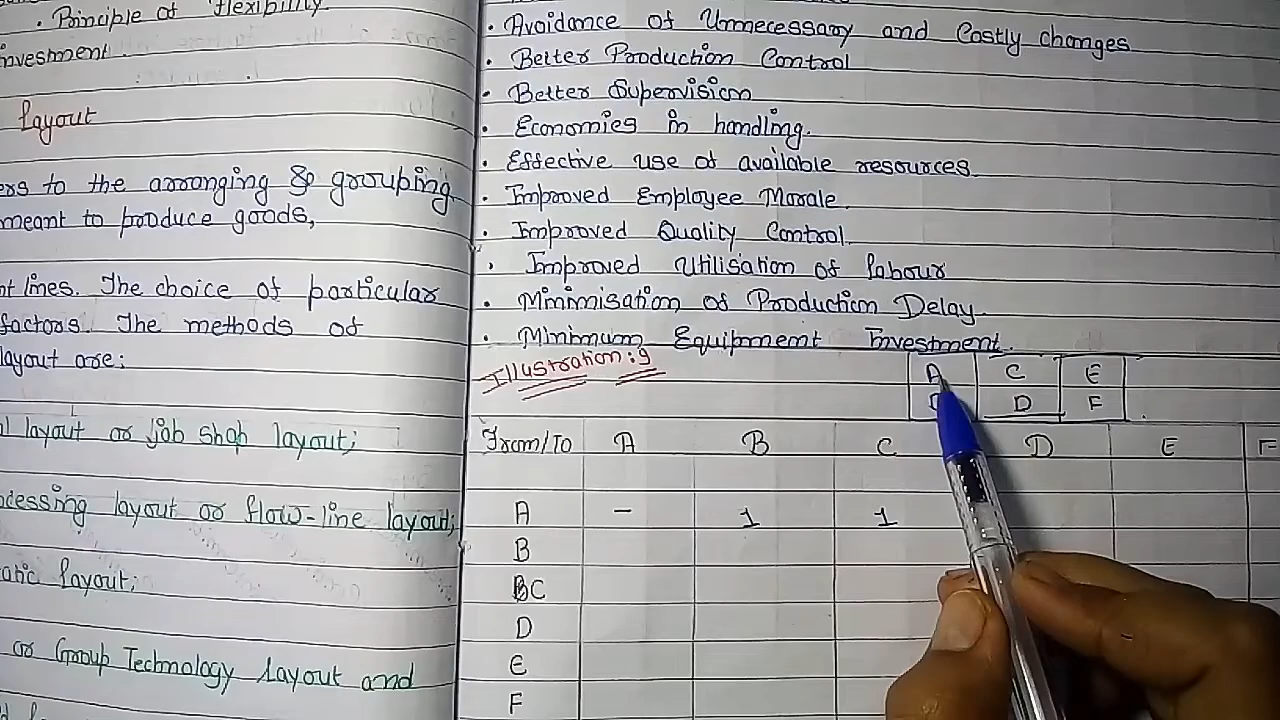 • Principle of flexibility.
invesment.
Layout
ers to the arranging & grouping
meant to produce goods,
nt lines. The choice of particular
factors. The methods of
layout are:
l layout or job shop layout;
ocessing layout or flow-line layout;
atic layout;
or Group Technology layout and
• Avoidance of Unnecessary and Costly changes
• Better Production Control
• Better Supervision
• Economies in handling.
• Effective use of available resources
• Improved Employee Morale.
• Improved Quality Control.
• Improved Utilisation of labour
• Minimisation of Production Delay.
• Minimum Equipment Investment.
Illustration: 9
A C E
D F
From/To A B C D E F
A - 1 1
B
BC
D
E
F